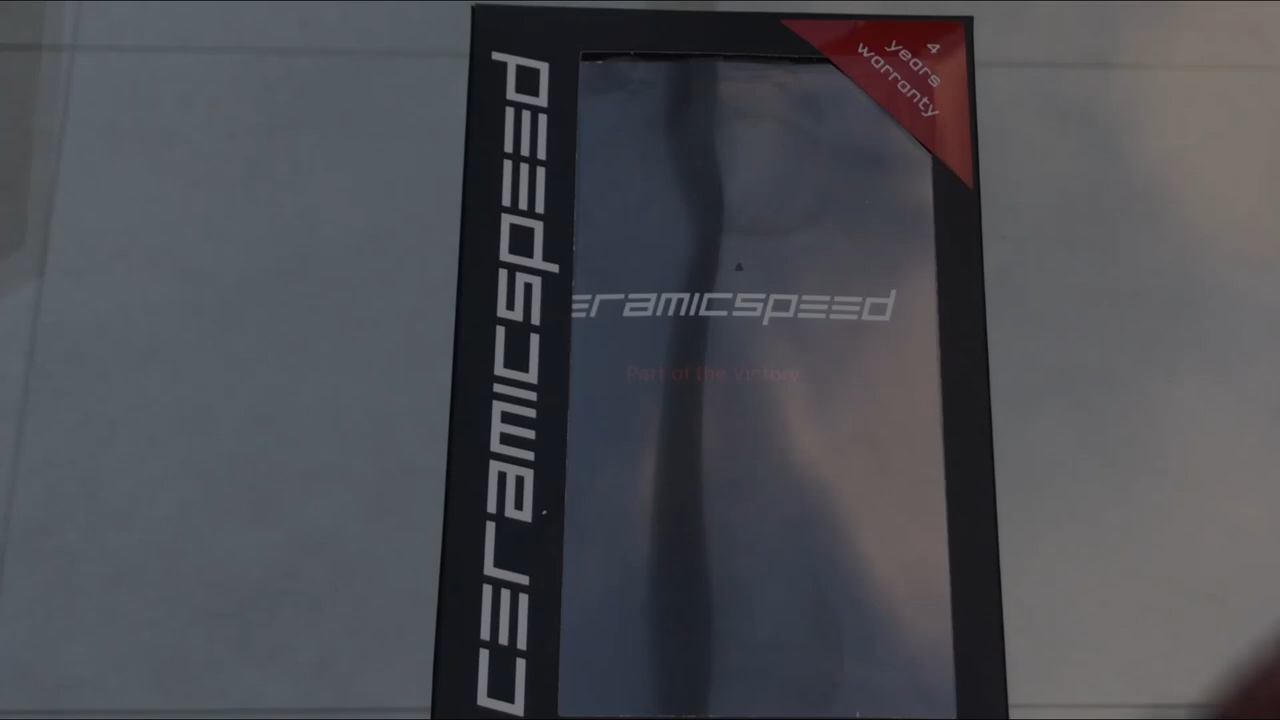 ceramicspeed
4
years
warranty
eramicspeed
Part of the Victory